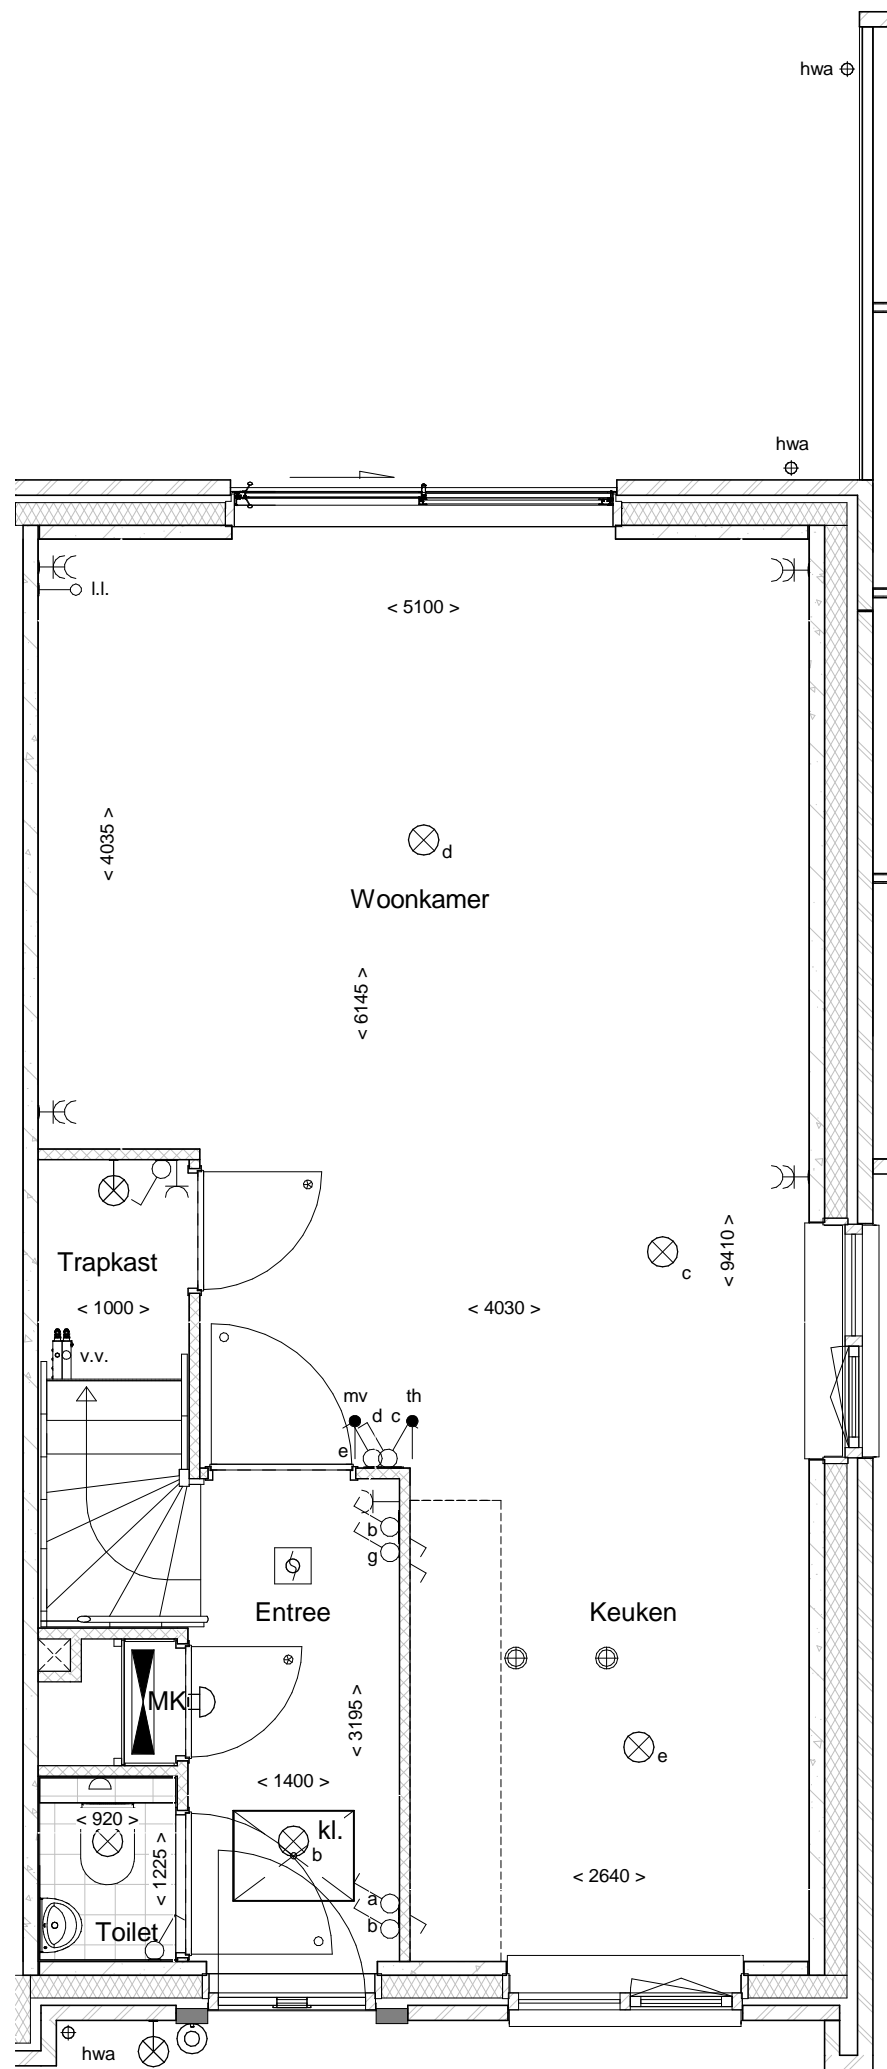 hwa
hwa
l.l.
< 5100 >
< 4035 >
d
Woonkamer
< 6145 >
Trapkast
< 9410 >
c
< 1000 >
< 4030 >
v.v.
mv
th
d
c
e
b
g
Entree
Keuken
MK
< 3195 >
e
< 1400 >
< 920 >
kl.
b
< 1225 >
< 2640 >
a
b
Toilet
hwa